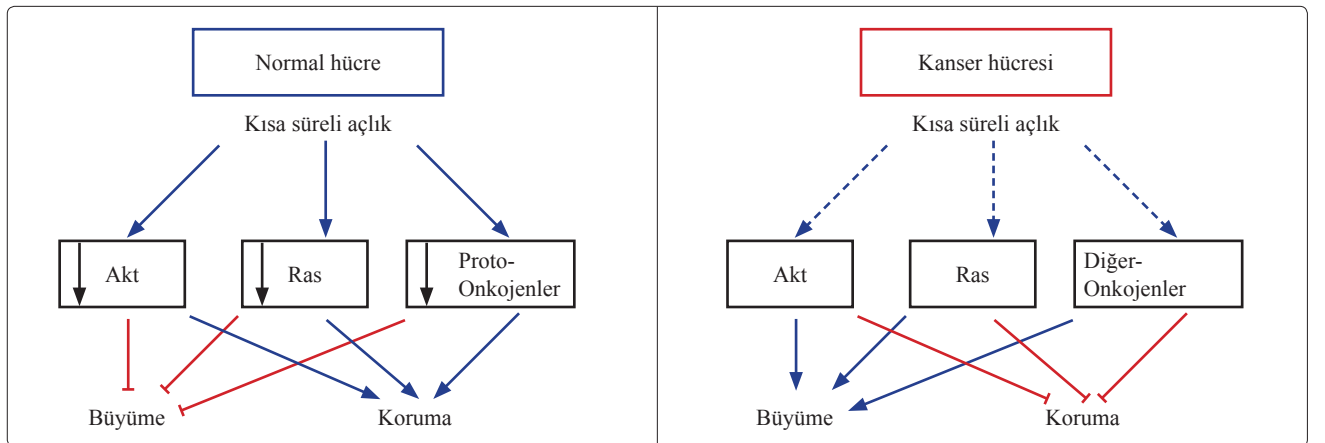 Normal hücre
Kısa süreli açlık
Akt
Ras
Proto-
Onkojenler
Büyüme
Koruma
Kanser hücresi
Kısa süreli açlık
Akt
Ras
Diğer-
Onkojenler
Büyüme
Koruma